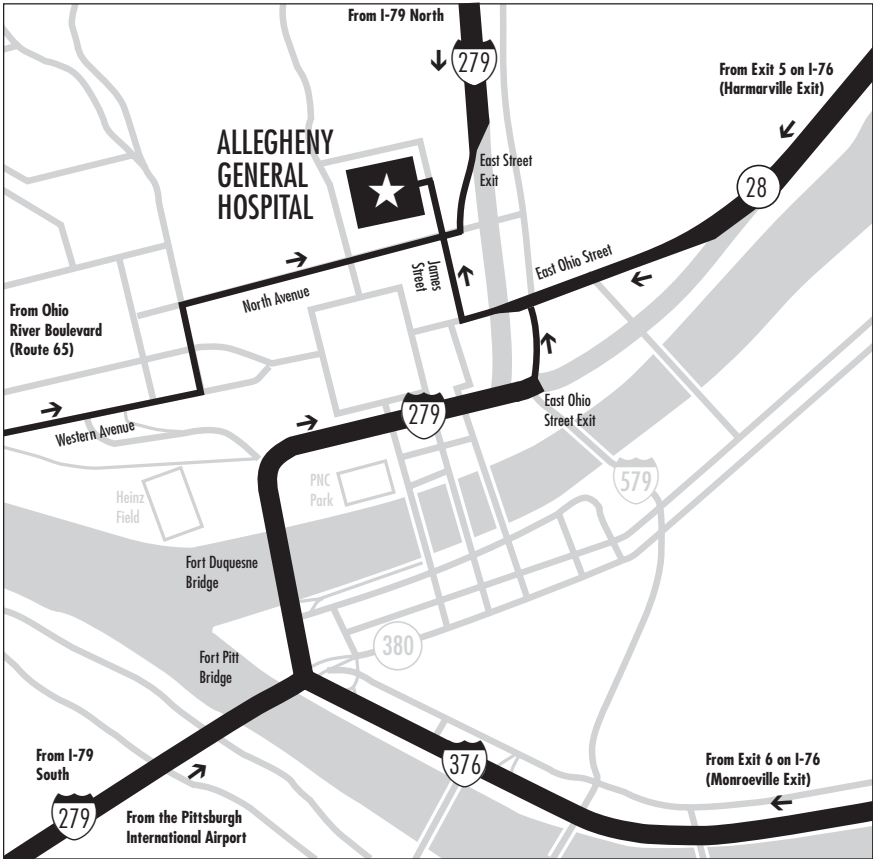 From I-79 North
279
From Exit 5 on I-76
(Harmarville Exit)
ALLEGHENY
GENERAL
HOSPITAL
East Street
Exit
28
East Ohio Street
James
Street
North Avenue
From Ohio
River Boulevard
(Route 65)
Western Avenue
279
East Ohio
Street Exit
Heinz
Field
PNC
Park
579
Fort Duquesne
Bridge
380
Fort Pitt
Bridge
From I-79
South
279
From the Pittsburgh
International Airport
376
From Exit 6 on I-76
(Monroeville Exit)